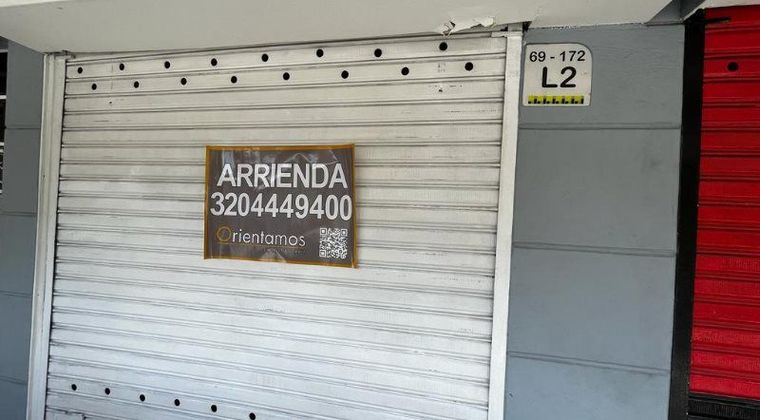 69 - 172
L2
ARRIENDA
3204449400
Orientamos